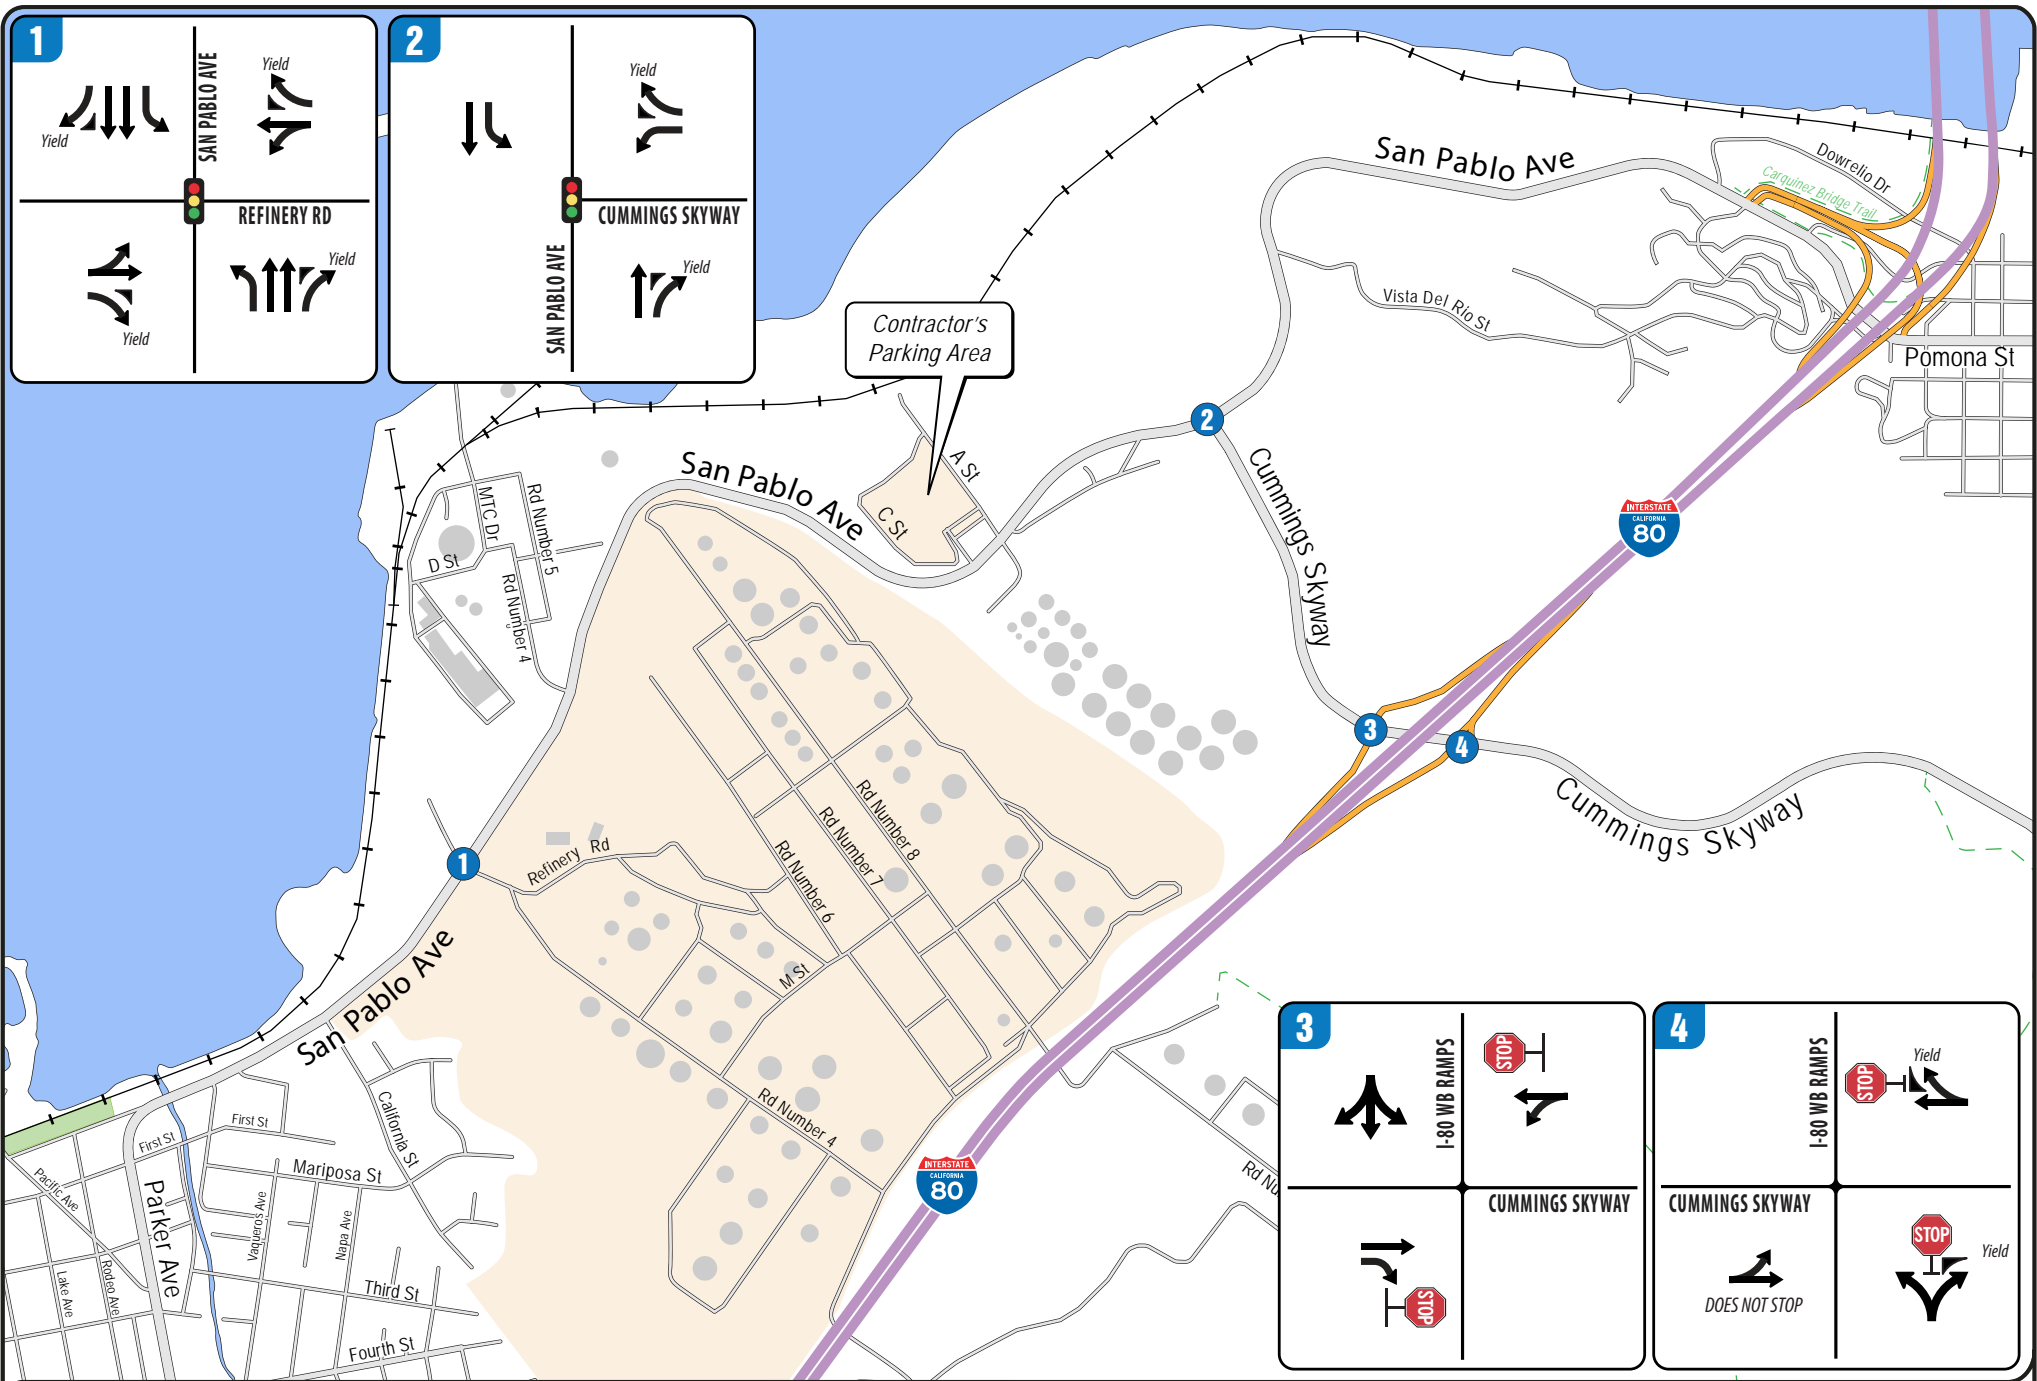 1
SAN PABLO AVE
Yield
Yield
REFINERY RD
Yield
Yield
2
Yield
CUMMINGS SKYWAY
SAN PABLO AVE
Yield
Contractor's
Parking Area
San Pablo Ave
Dowrelio Dr
Carquinez Bridge Trail
Vista Del Rio St
Pomona St
2
San Pablo Ave
A St
C St
Cummings Skyway
INTERSTATE
CALIFORNIA
80
MTC Dr
Rd Number 5
D St
Rd Number 4
3
4
Cummings Skyway
Rd Number 8
Rd Number 7
Rd Number 6
1
Refinery Rd
San Pablo Ave
M St
Rd Number 4
INTERSTATE
CALIFORNIA
80
Rd Nu
First St
First St
California St
Mariposa St
Pacific Ave
Parker Ave
Vaqueros Ave
Napa Ave
Lake Ave
Rodeo Ave
Third St
Fourth St
3
I-80 WB RAMPS
STOP
CUMMINGS SKYWAY
STOP
4
I-80 WB RAMPS
STOP
Yield
CUMMINGS SKYWAY
DOES NOT STOP
STOP
Yield